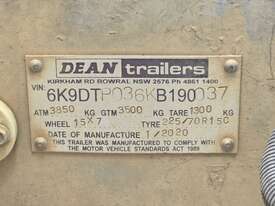 DEAN trailers
KIRKHAM RD BOWRAL NSW 2576 Ph 4861 1400
VIN: 6K9DTP036KB190037
ATM 3850 KG GTM 3500 KG TARE 1300 KG
WHEEL 15x7 TYRE 225/70R15C
DATE OF MANUFACTURE 1/2020
THIS TRAILER WAS MANUFACTURED TO COMPLY WITH
THE MOTOR VEHICLE STANDARDS ACT 1989